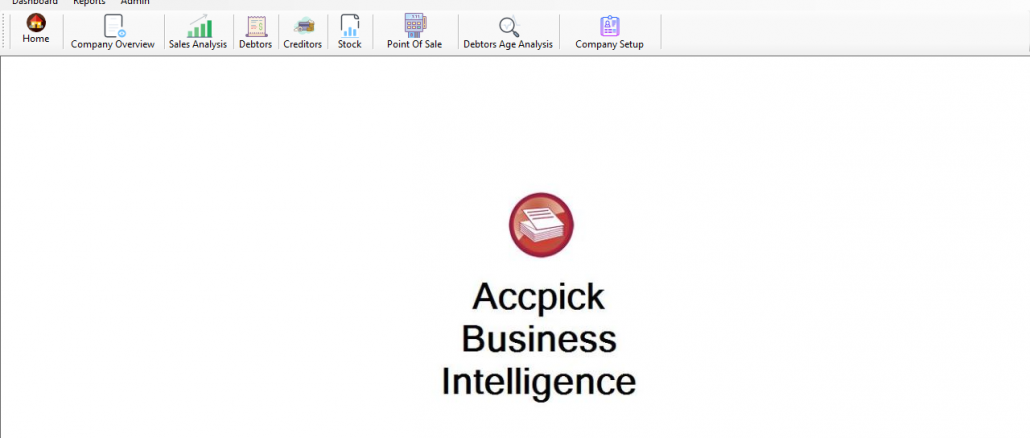 Dashboard Reports Admin
Home Company Overview Sales Analysis Debtors Creditors Stock Point Of Sale Debtors Age Analysis Company Setup
Accpick
Business
Intelligence